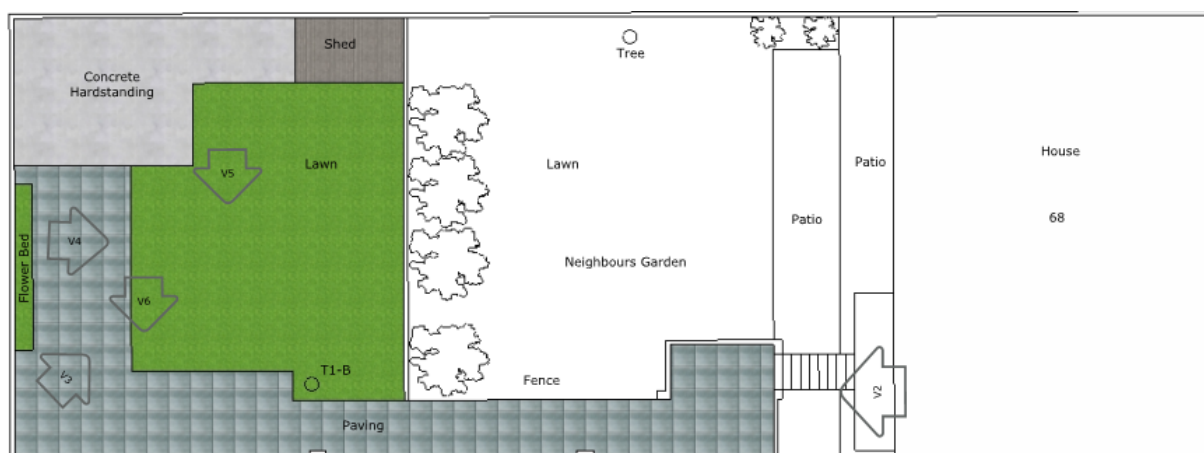 Shed
Concrete
Hardstanding
Tree
Lawn
Lawn
Patio
House
V5
Patio
68
V4
Flower Bed
Neighbours Garden
V6
V3
T1-B
Fence
V2
Paving